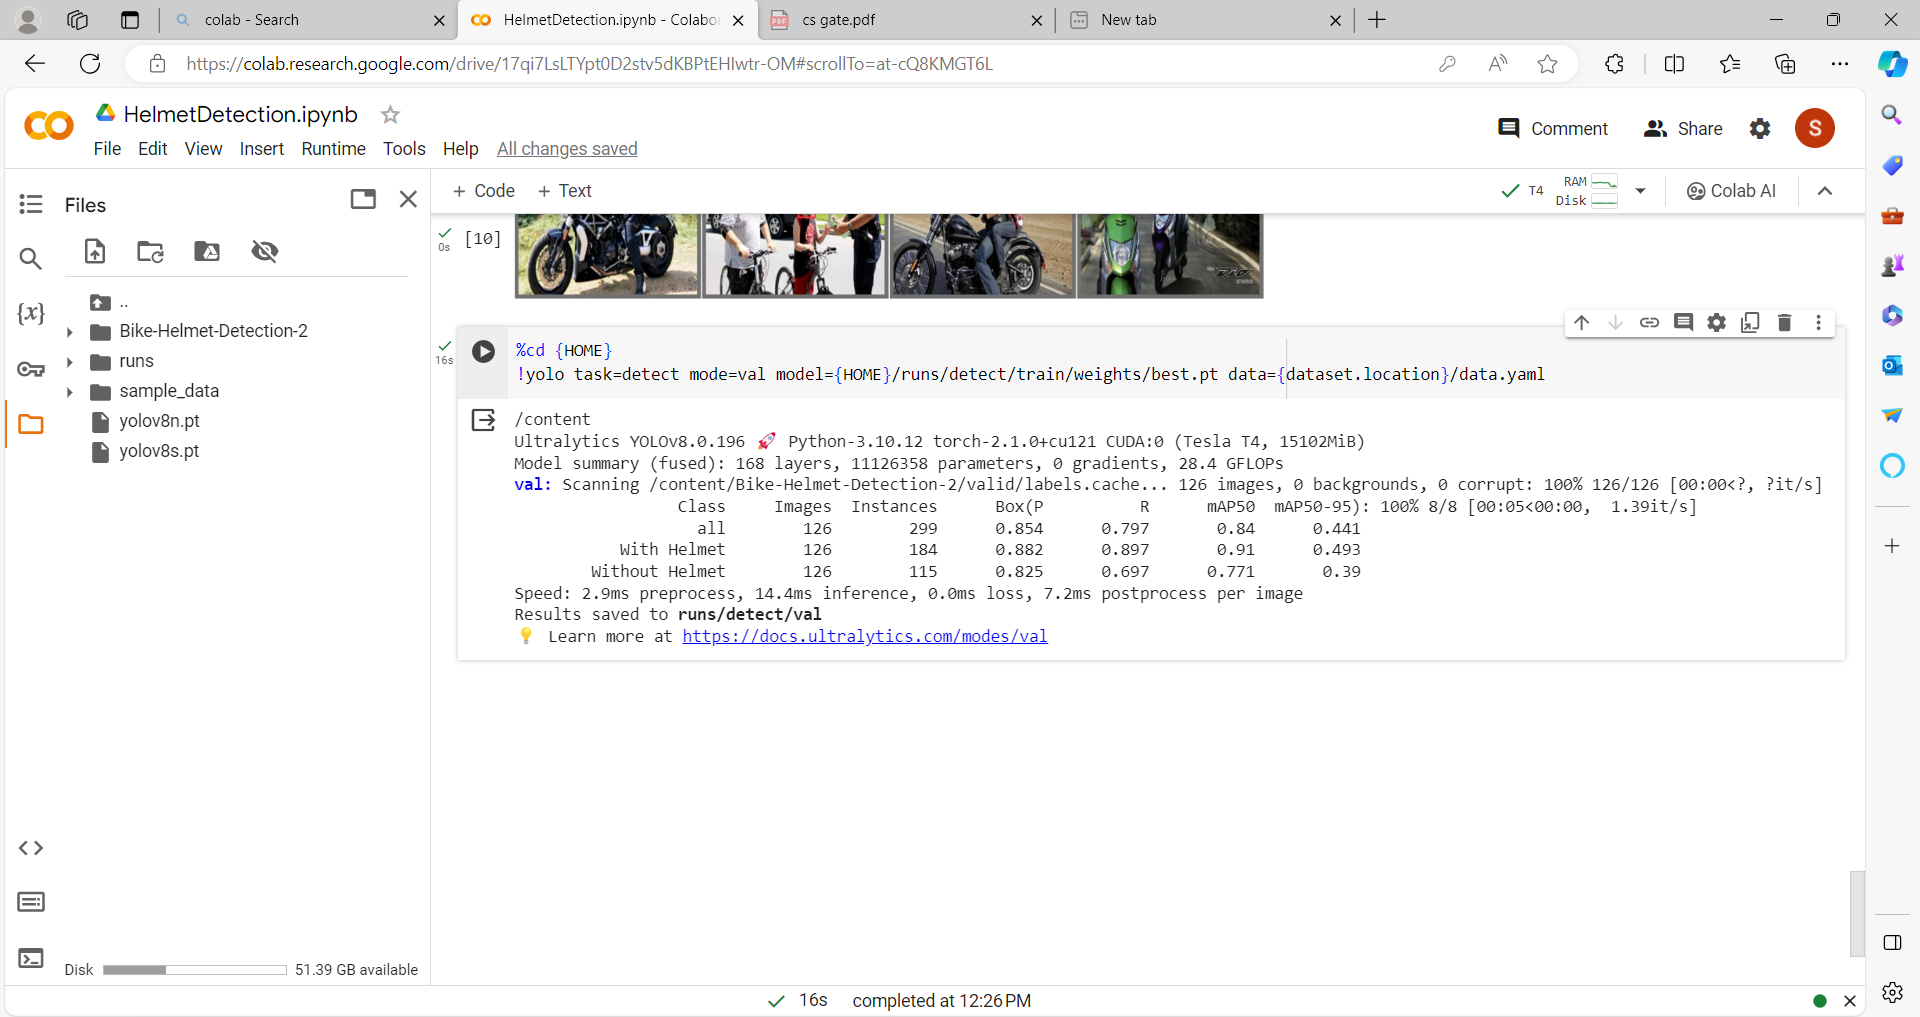 colab - Search
HelmetDetection.ipynb - Colabo
cs gate.pdf
New tab
https://colab.research.google.com/drive/17qi7LsLTYpt0D2stv5dKBPtEHIwtr-OM#scrollTo=at-cQ8KMGT6L
HelmetDetection.ipynb
Comment
Share
S
File Edit View Insert Runtime Tools Help All changes saved
Files
+ Code + Text
T4
RAM
Disk
Colab AI
0s
[10]
..
Bike-Helmet-Detection-2
runs
sample_data
yolov8n.pt
yolov8s.pt
{x}
16s
%cd {HOME}
!yolo task=detect mode=val model={HOME}/runs/detect/train/weights/best.pt data={dataset.location}/data.yaml
/content
Ultralytics YOLOv8.0.196 🚀 Python-3.10.12 torch-2.1.0+cu121 CUDA:0 (Tesla T4, 15102MiB)
Model summary (fused): 168 layers, 11126358 parameters, 0 gradients, 28.4 GFLOPs
val: Scanning /content/Bike-Helmet-Detection-2/valid/labels.cache... 126 images, 0 backgrounds, 0 corrupt: 100% 126/126 [00:00<?, ?it/s]
Class Images Instances Box(P R mAP50 mAP50-95): 100% 8/8 [00:05<00:00, 1.39it/s]
all 126 299 0.854 0.797 0.84 0.441
With Helmet 126 184 0.882 0.897 0.91 0.493
Without Helmet 126 115 0.825 0.697 0.771 0.39
Speed: 2.9ms preprocess, 14.4ms inference, 0.0ms loss, 7.2ms postprocess per image
Results saved to runs/detect/val
💡 Learn more at https://docs.ultralytics.com/modes/val
Disk 51.39 GB available
16s completed at 12:26 PM